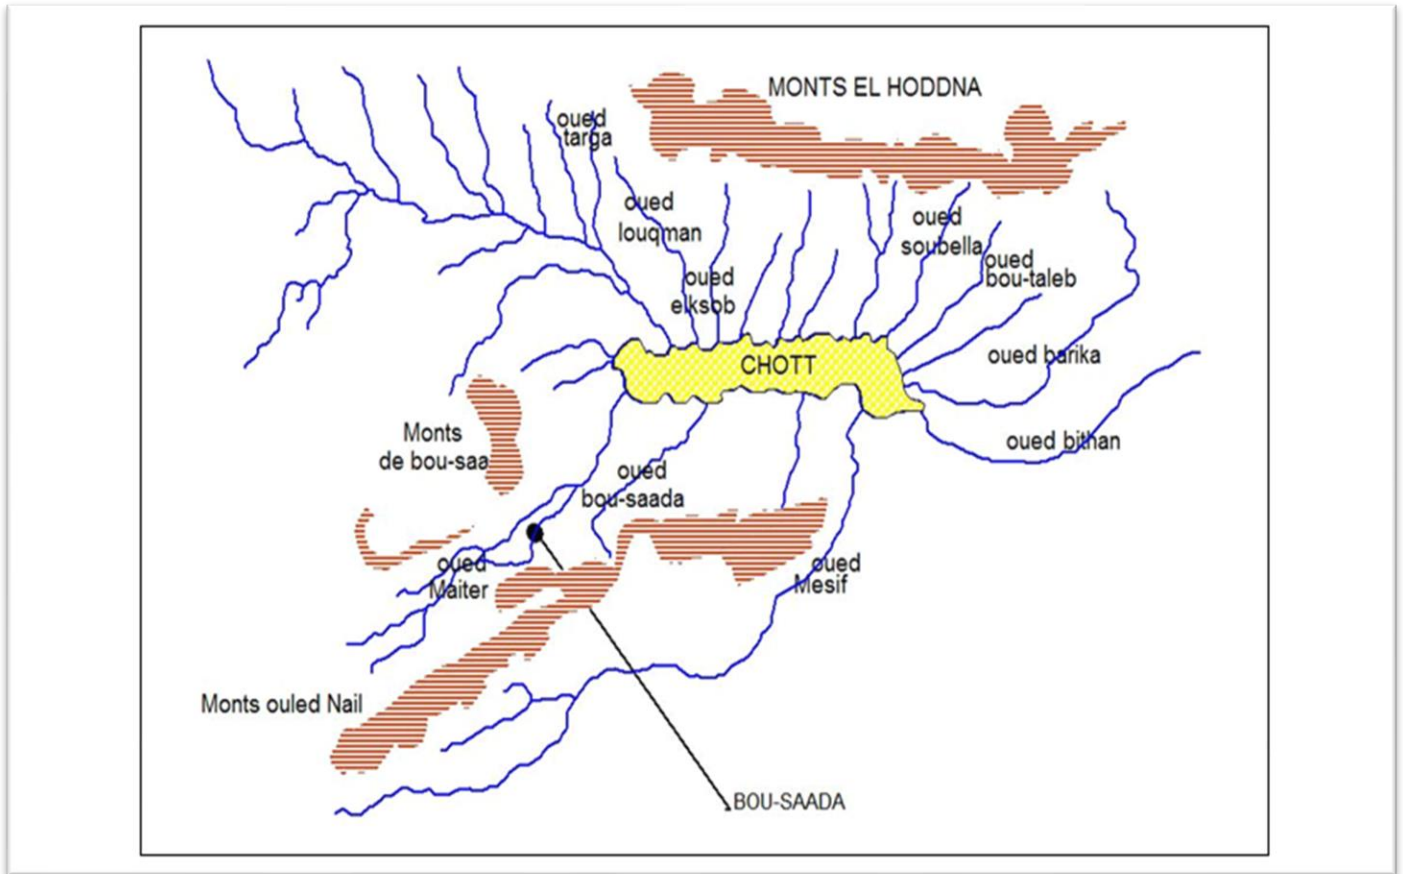 MONTS EL HODDNA
oued
targa
oued
louqman
oued
soubella
oued
bou-taleb
oued
elksob
CHOTT
oued barika
oued bithan
Monts
de bou-saa
oued
bou-saada
oued
Maiter
oued
Mesif
Monts ouled Nail
BOU-SAADA